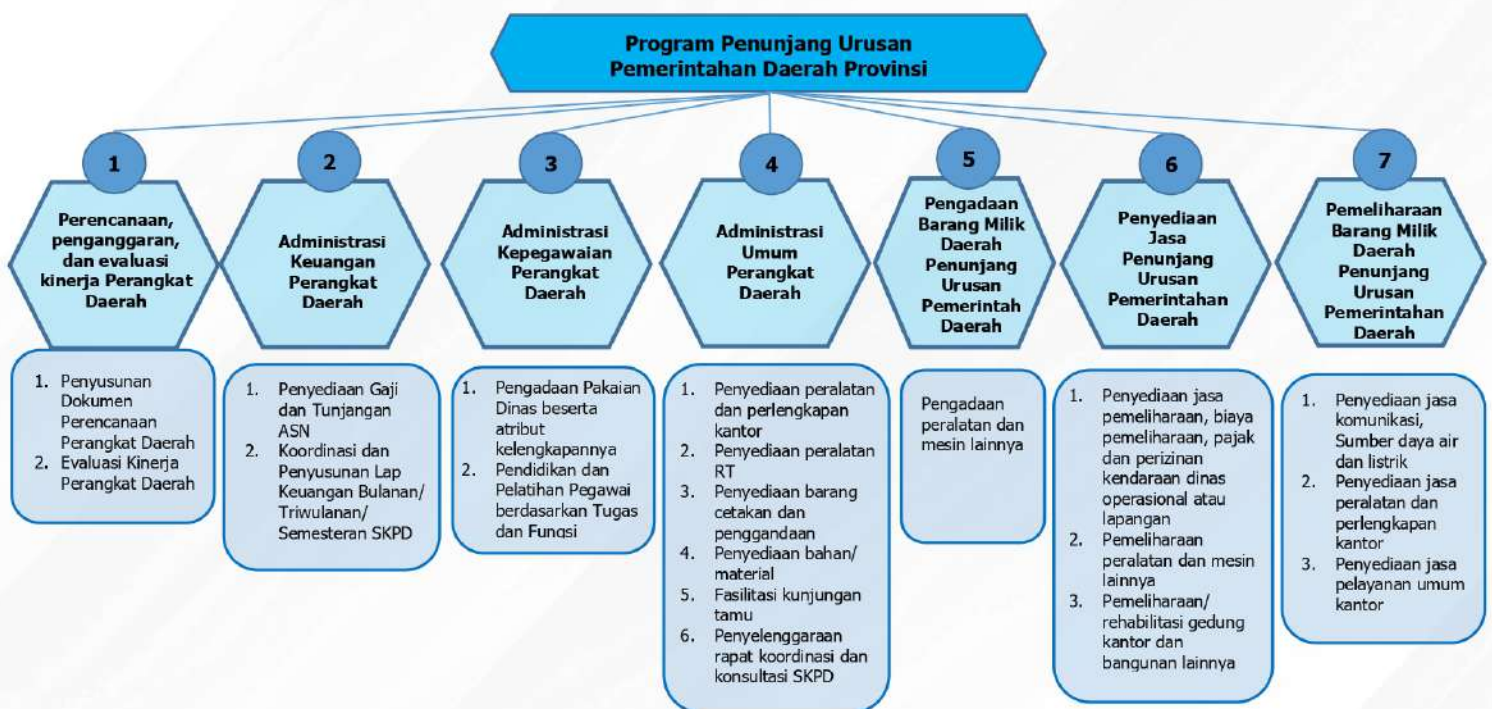 Program Penunjang Urusan
Pemerintahan Daerah Provinsi
1
Perencanaan,
penganggaran,
dan evaluasi
kinerja Perangkat
Daerah
1. Penyusunan
Dokumen
Perencanaan
Perangkat Daerah
2. Evaluasi Kinerja
Perangkat Daerah
2
Administrasi
Keuangan
Perangkat
Daerah
1. Penyediaan Gaji
dan Tunjangan
ASN
2. Koordinasi dan
Penyusunan Lap
Keuangan Bulanan/
Triwulanan/
Semesteran SKPD
3
Administrasi
Kepegawaian
Perangkat
Daerah
1. Pengadaan Pakaian
Dinas beserta
atribut
kelengkapannya
2. Pendidikan dan
Pelatihan Pegawai
berdasarkan Tugas
dan Fungsi
4
Administrasi
Umum
Perangkat
Daerah
1. Penyediaan peralatan
dan perlengkapan
kantor
2. Penyediaan peralatan
RT
3. Penyediaan barang
cetakan dan
penggandaan
4. Penyediaan bahan/
material
5. Fasilitasi kunjungan
tamu
6. Penyelenggaraan
rapat koordinasi dan
konsultasi SKPD
5
Pengadaan
Barang Milik
Daerah
Penunjang
Urusan
Pemerintah
Daerah
Pengadaan
peralatan dan
mesin lainnya
6
Penyediaan
Jasa
Penunjang
Urusan
Pemerintahan
Daerah
1. Penyediaan jasa
pemeliharaan, biaya
pemeliharaan, pajak
dan perizinan
kendaraan dinas
operasional atau
lapangan
2. Pemeliharaan
peralatan dan mesin
lainnya
3. Pemeliharaan/
rehabilitasi gedung
kantor dan
bangunan lainnya
7
Pemeliharaan
Barang Milik
Daerah
Penunjang
Urusan
Pemerintahan
Daerah
1. Penyediaan jasa
komunikasi,
Sumber daya air
dan listrik
2. Penyediaan jasa
peralatan dan
perlengkapan
kantor
3. Penyediaan jasa
pelayanan umum
kantor